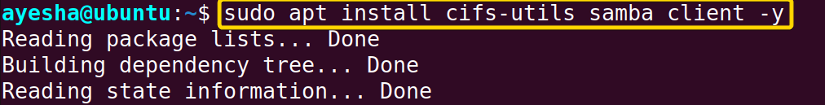 ayesha@ubuntu:~$ sudo apt install cifs-utils samba client -y
Reading package lists... Done
Building dependency tree... Done
Reading state information... Done